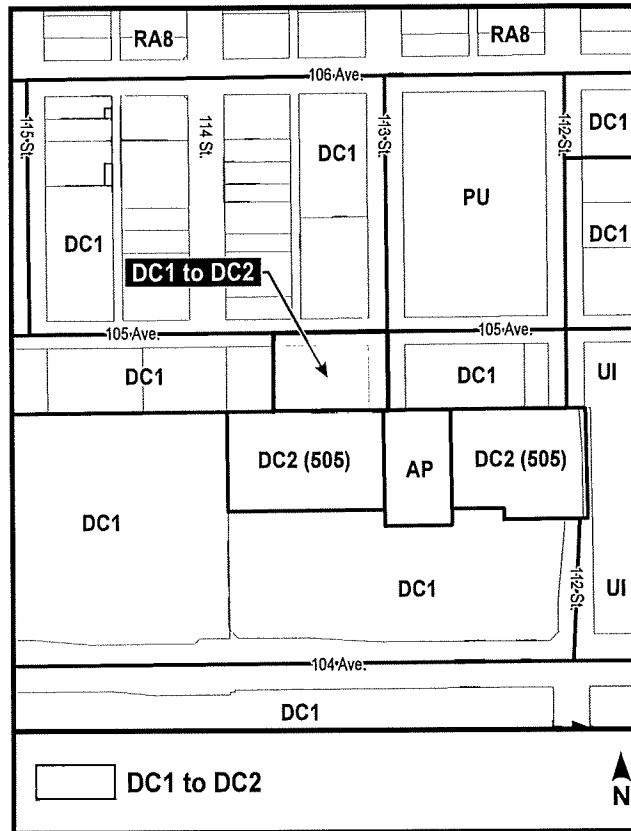 RA8 RA8
106 Ave.
115 St. 114 St. 113 St. 112 St.
DC1
DC1
PU
DC1
DC1
DC1 to DC2
105 Ave. 105 Ave.
DC1 DC1 UI
DC2 (505) AP DC2 (505)
DC1
DC1
112 St.
UI
104 Ave.
DC1
DC1 to DC2
N